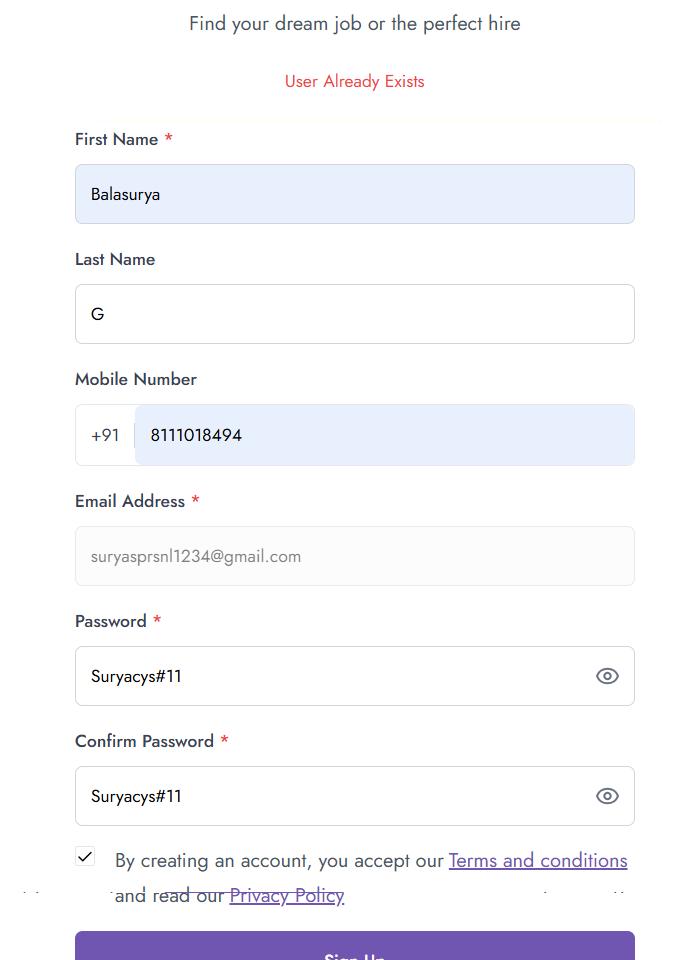 Find your dream job or the perfect hire
User Already Exists
First Name *
Balasurya
Last Name
G
Mobile Number
+91 8111018494
Email Address *
suryasprsnl1234@gmail.com
Password *
Suryacys#11
Confirm Password *
Suryacys#11
By creating an account, you accept our Terms and conditions
and read our Privacy Policy
Sign Up